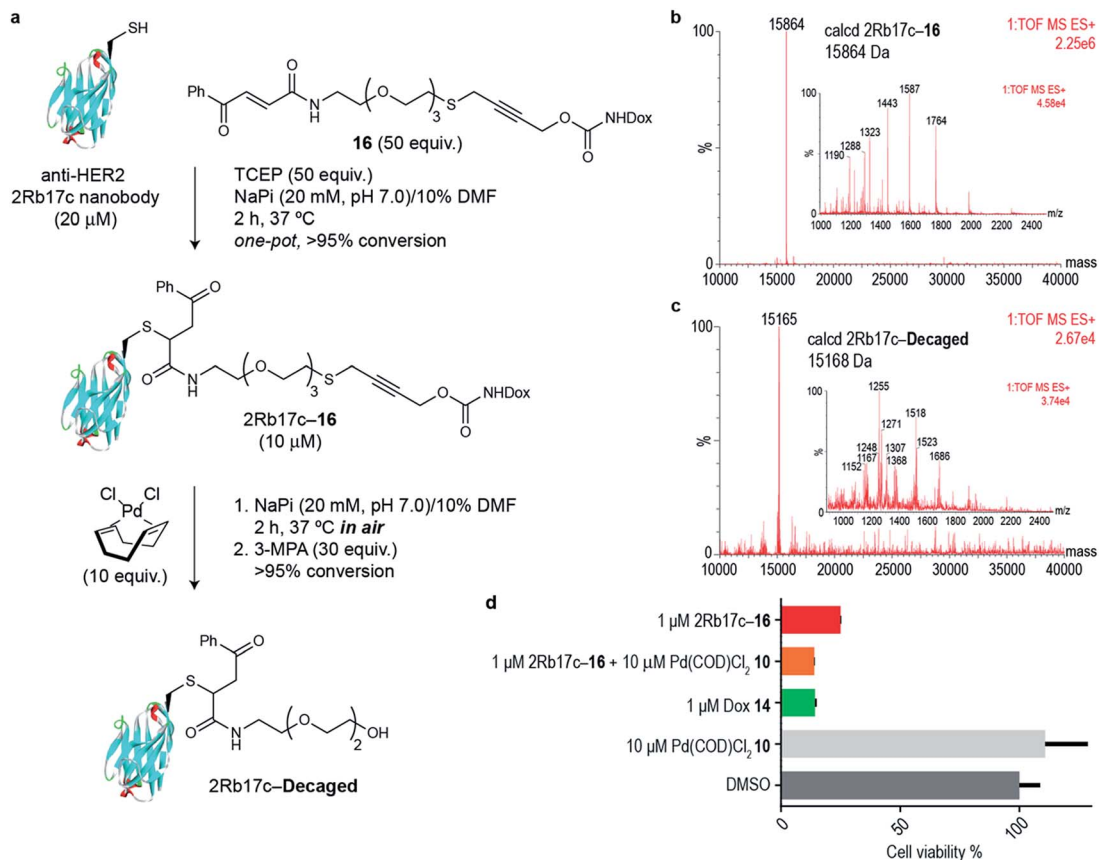 a
SH
anti-HER2
2Rb17c nanobody
(20 μM)
Ph
O
O
N
H
O
3
S
O
O
NHDox
16 (50 equiv.)
TCEP (50 equiv.)
NaPi (20 mM, pH 7.0)/10% DMF
2 h, 37 ºC
one-pot, >95% conversion
Ph
O
S
O
N
H
O
3
S
O
O
NHDox
2Rb17c–16
(10 μM)
Cl
Cl
Pd
(10 equiv.)
1. NaPi (20 mM, pH 7.0)/10% DMF
2 h, 37 ºC in air
2. 3-MPA (30 equiv.)
>95% conversion
Ph
O
S
O
N
H
O
2
OH
2Rb17c–Decaged
b
100
%
0
15864
calcd 2Rb17c–16
15864 Da
1:TOF MS ES+
2.25e6
1:TOF MS ES+
4.58e4
100
%
0
1190
1288
1323
1443
1587
1764
1000 1200 1400 1600 1800 2000 2200 2400
m/z
10000 15000 20000 25000 30000 35000 40000
mass
c
100
%
0
15165
calcd 2Rb17c–Decaged
15168 Da
1:TOF MS ES+
2.67e4
1:TOF MS ES+
3.74e4
100
%
0
1152
1167
1248
1255
1271
1307
1368
1518
1523
1686
1000 1200 1400 1600 1800 2000 2200 2400
m/z
10000 15000 20000 25000 30000 35000 40000
mass
d
1 μM 2Rb17c–16
1 μM 2Rb17c–16 + 10 μM Pd(COD)Cl2 10
1 μM Dox 14
10 μM Pd(COD)Cl2 10
DMSO
0
50
100
Cell viability %